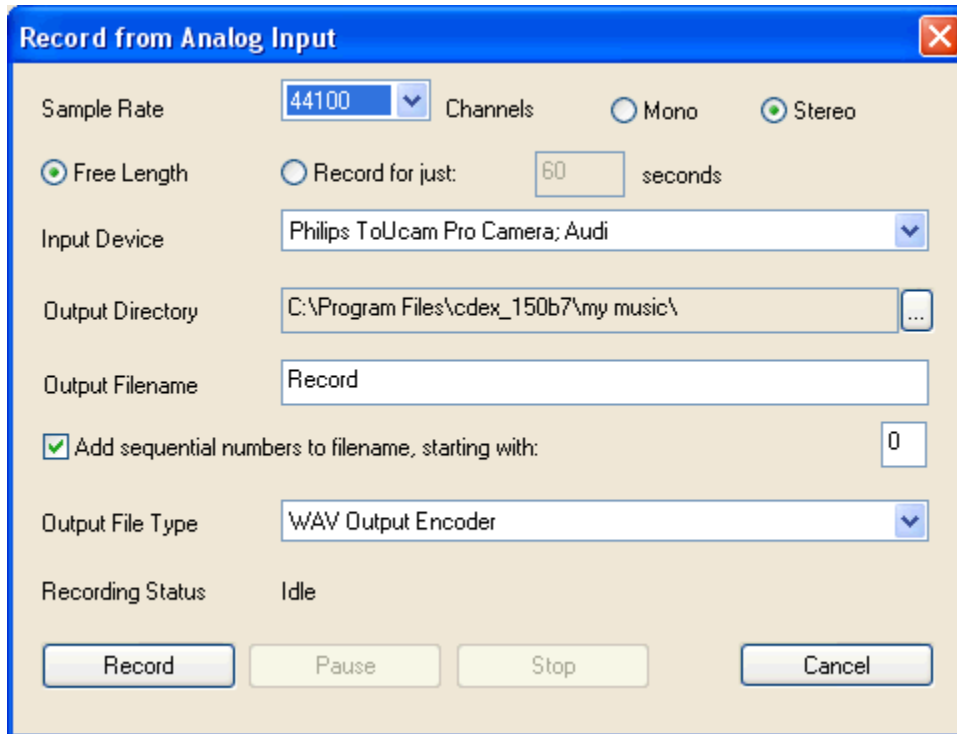 Record from Analog Input
Sample Rate 44100 Channels Mono Stereo
Free Length Record for just: 60 seconds
Input Device Philips ToUcam Pro Camera; Audi
Output Directory C:\Program Files\cdex_150b7\my music\ ...
Output Filename Record
Add sequential numbers to filename, starting with: 0
Output File Type WAV Output Encoder
Recording Status Idle
Record Pause Stop Cancel